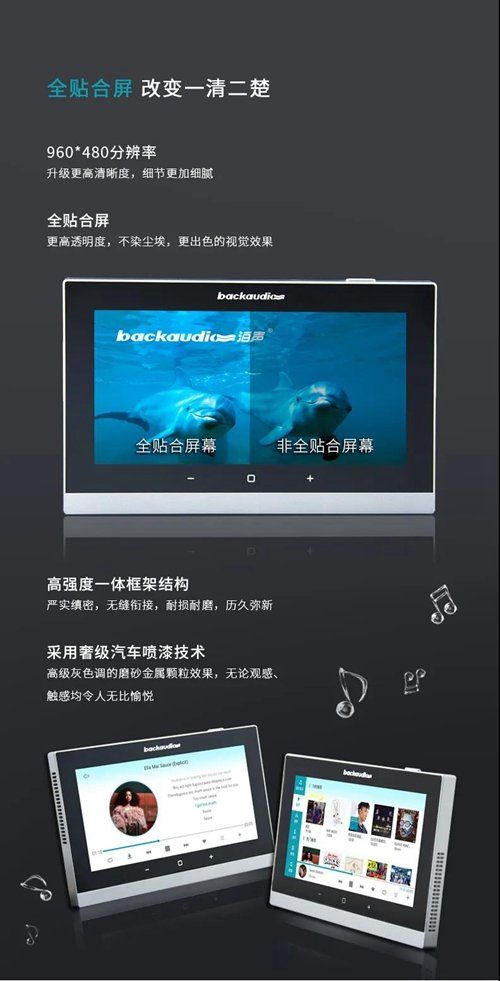 全贴合屏 改变一清二楚
960*480分辨率
升级更高清晰度，细节更加细腻
全贴合屏
更高透明度，不染尘埃，更出色的视觉效果
backaudio
backaudio 泊声®
全贴合屏幕 非全贴合屏幕
高强度一体框架结构
严实缜密，无缝衔接，耐损耐磨，历久弥新
采用奢级汽车喷漆技术
高级灰色调的磨砂金属颗粒效果，无论观感、
触感均令人无比愉悦
backaudio
Ella Mai Sauce (Explicit)
backaudio